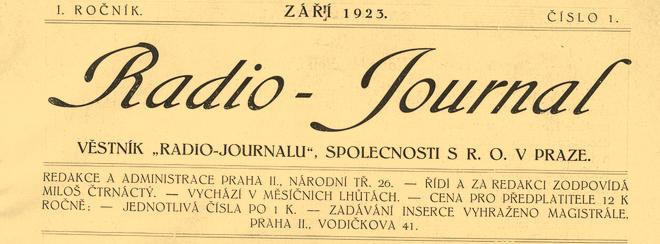 I. ROČNÍK. ZÁŘÍ 1923. ČÍSLO 1.
Radio-Journal
VĚSTNÍK „RADIO-JOURNALU“, SPOLECNOSTI S R. O. V PRAZE.
REDAKCE A ADMINISTRACE PRAHA II., NÁRODNÍ TŘ. 26. — ŘÍDÍ A ZA REDAKCI ZODPOVÍDÁ
MILOŠ ČTRNÁCTÝ. — VYCHÁZÍ V MĚSÍČNÍCH LHŮTÁCH. — CENA PRO PŘEDPLATITELE 12 K
ROČNĚ; — JEDNOTLIVÁ ČÍSLA PO 1 K. — ZADÁVÁNÍ INSERCE VYHRAŽENO MAGISTRÁLE,
PRAHA II., VODIČKOVA 41.